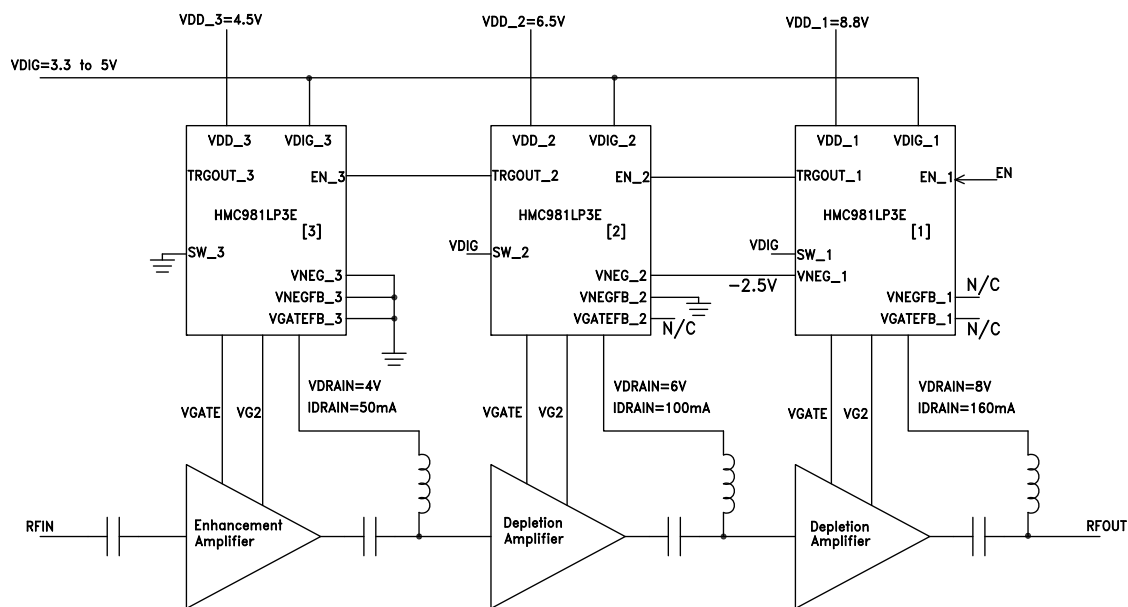 VDD_3=4.5V
VDD_2=6.5V
VDD_1=8.8V
VDIG=3.3 to 5V
VDD_3
VDIG_3
TRGOUT_3
EN_3
HMC981LP3E
[3]
SW_3
VNEG_3
VNEGFB_3
VGATEFB_3
VDD_2
VDIG_2
TRGOUT_2
EN_2
HMC981LP3E
[2]
VDIG
SW_2
VNEG_2
VNEGFB_2
VGATEFB_2
N/C
-2.5V
VDD_1
VDIG_1
TRGOUT_1
EN_1
EN
HMC981LP3E
[1]
VDIG
SW_1
VNEG_1
VNEGFB_1
N/C
VGATEFB_1
N/C
VGATE
VG2
VDRAIN=4V
IDRAIN=50mA
VGATE
VG2
VDRAIN=6V
IDRAIN=100mA
VGATE
VG2
VDRAIN=8V
IDRAIN=160mA
RFIN
Enhancement
Amplifier
Depletion
Amplifier
Depletion
Amplifier
RFOUT